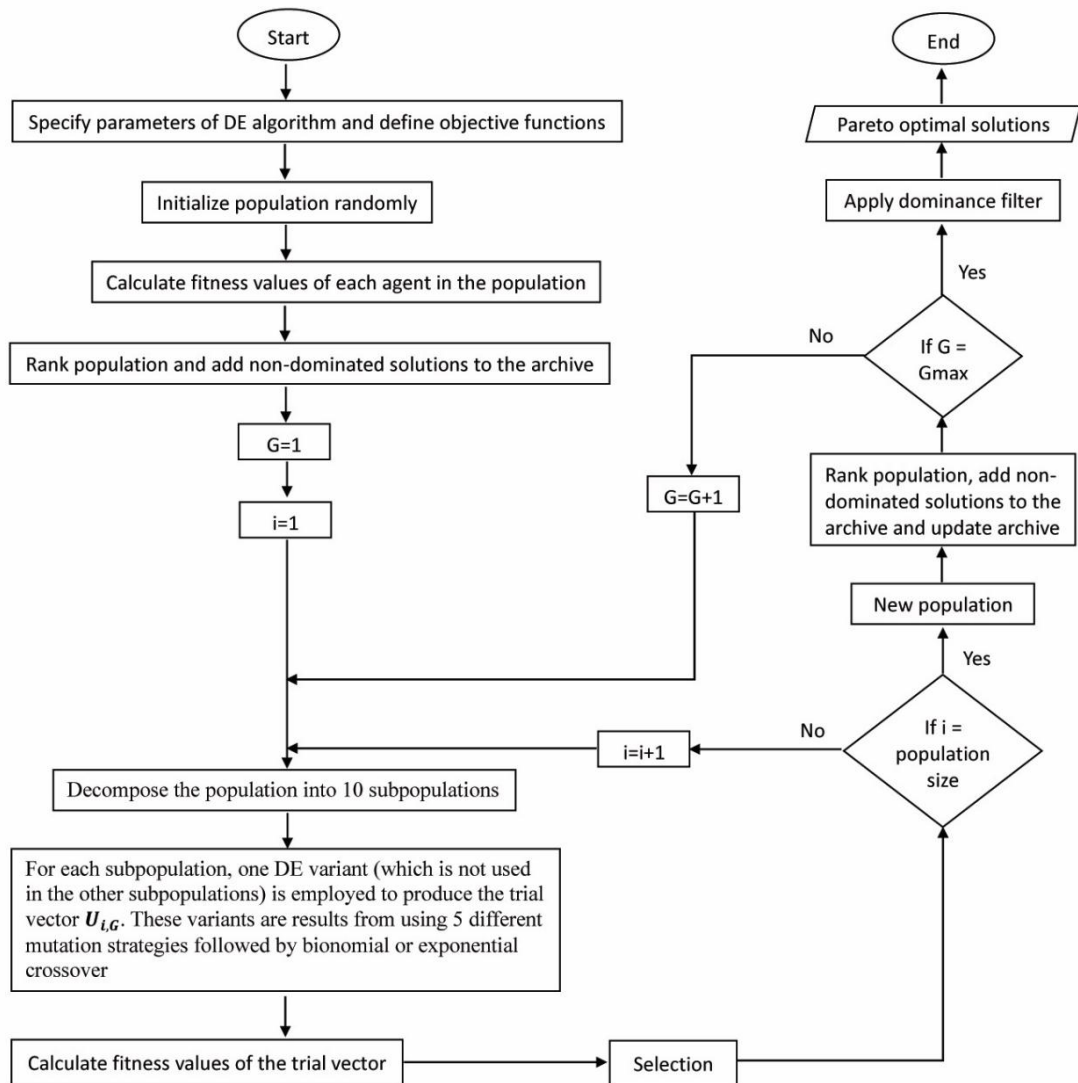 Start
Specify parameters of DE algorithm and define objective functions
Initialize population randomly
Calculate fitness values of each agent in the population
Rank population and add non-dominated solutions to the archive
G=1
i=1
Decompose the population into 10 subpopulations
For each subpopulation, one DE variant (which is not used
in the other subpopulations) is employed to produce the trial
vector U_{i,G}. These variants are results from using 5 different
mutation strategies followed by bionomial or exponential
crossover
Calculate fitness values of the trial vector
Selection
If i =
population
size
No
i=i+1
Yes
New population
Rank population, add non-
dominated solutions to the
archive and update archive
If G =
Gmax
No
G=G+1
Yes
Apply dominance filter
Pareto optimal solutions
End